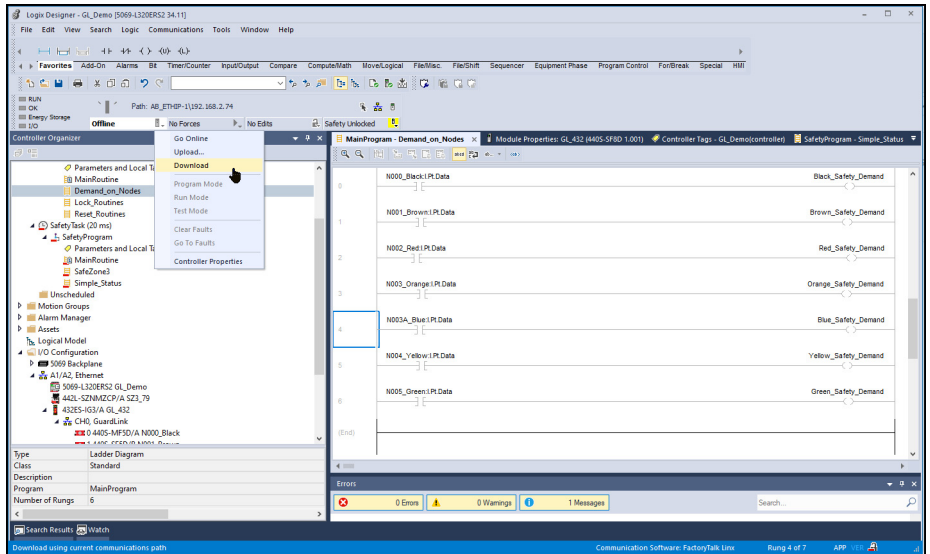 Logix Designer - GL_Demo [5069-L320ERS2 34.11]
File Edit View Search Logic Communications Tools Window Help
Favorites Add-On Alarms Bit Timer/Counter Input/Output Compare Compute/Math Move/Logical File/Misc. File/Shift Sequencer Equipment Phase Program Control For/Break Special HMI
RUN
OK
Energy Storage
I/O
Path: AB_ETHIP-1\192.168.2.74
Offline No Forces No Edits Safety Unlocked
Go Online
Upload...
Download
Program Mode
Run Mode
Test Mode
Clear Faults
Go To Faults
Controller Properties
Controller Organizer
Parameters and Local Ta
MainRoutine
Demand_on_Nodes
Lock_Routines
Reset_Routines
SafetyTask (20 ms)
SafetyProgram
Parameters and Local Ta
MainRoutine
SafeZone3
Simple_Status
Unscheduled
Motion Groups
Alarm Manager
Assets
Logical Model
I/O Configuration
5069 Backplane
A1/A2, Ethernet
5069-L320ERS2 GL_Demo
442L-SZNMZCP/A SZ3_79
432ES-IG3/A GL_432
CH0, GuardLink
0 440S-MF5D/A N000_Black
Type Ladder Diagram
Class Standard
Description
Program MainProgram
Number of Rungs 6
Search Results Watch
MainProgram - Demand_on_Nodes Module Properties: GL_432 (440S-SF8D 1.001) Controller Tags - GL_Demo(controller) SafetyProgram - Simple_Status
0 N000_Black:I.Pt.Data Black_Safety_Demand
1 N001_Brown:I.Pt.Data Brown_Safety_Demand
2 N002_Red:I.Pt.Data Red_Safety_Demand
3 N003_Orange:I.Pt.Data Orange_Safety_Demand
4 N003A_Blue:I.Pt.Data Blue_Safety_Demand
5 N004_Yellow:I.Pt.Data Yellow_Safety_Demand
6 N005_Green:I.Pt.Data Green_Safety_Demand
(End)
Errors
0 Errors 0 Warnings 1 Messages Search...
Download using current communications path Communication Software: FactoryTalk Linx Rung 4 of 7 APP VER